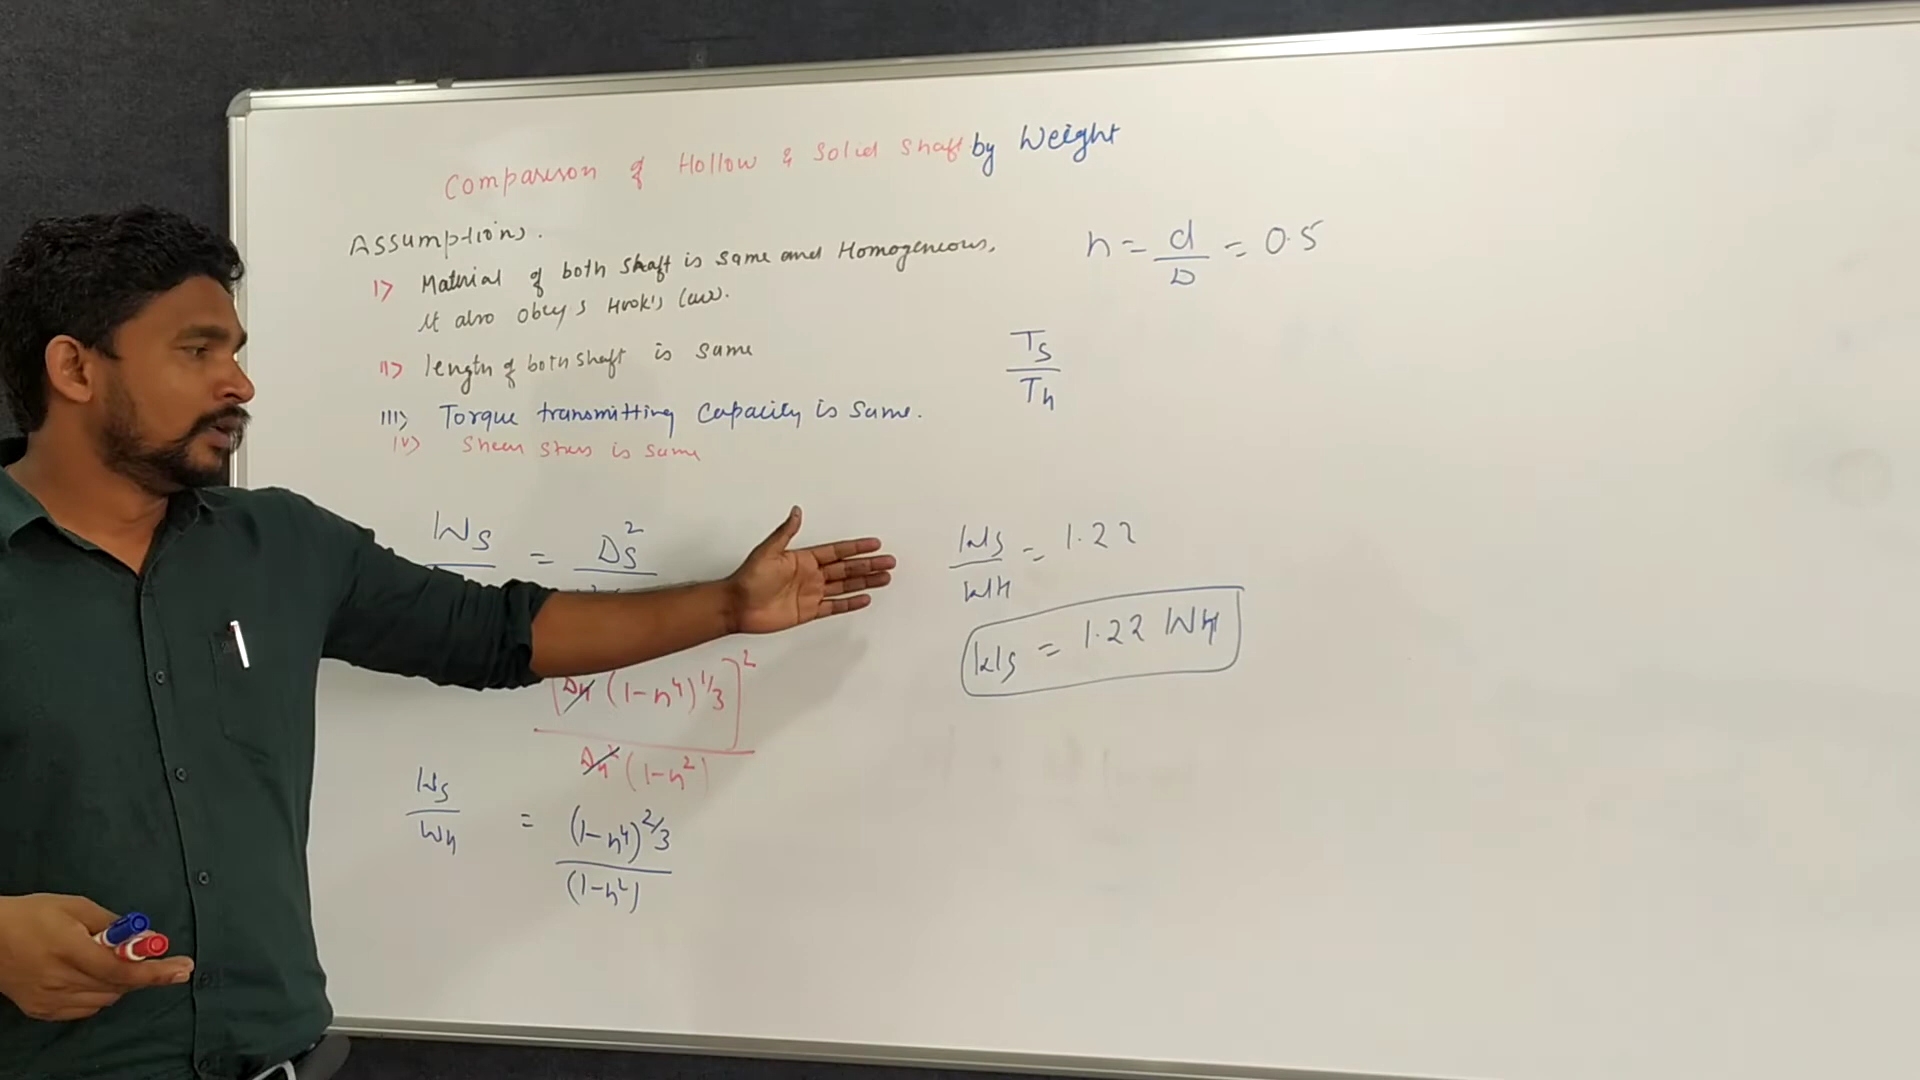 Comparison of Hollow & Solid Shaft by Weight
Assumptions.
I> Material of both shaft is same and Homogeneous,
It also obey s Hook's law.
II> length of both shaft is same
III> Torque transmitting Capacity is same.
IV> Shear stress is same
n = d/D = 0.5
Ts/Th
Ws = Ds²
[Dh (1-n⁴)^1/3]² / Dh² (1-n²)
Ws/Wh = (1-n⁴)^2/3 / (1-n²)
Ws/WH = 1.22
Ws = 1.22 WH